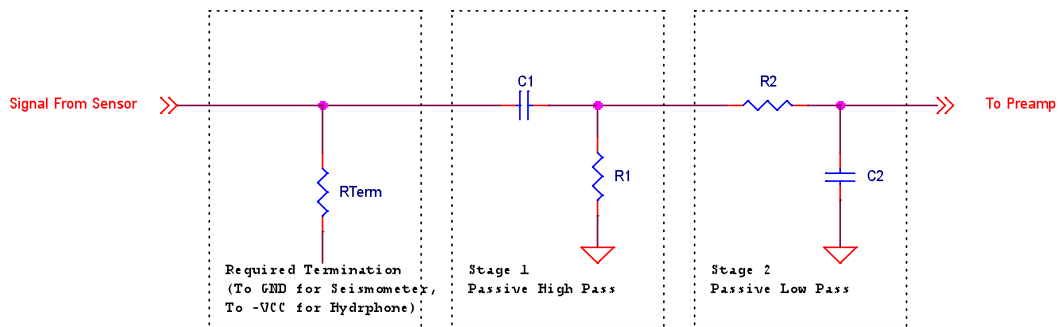 Signal From Sensor
RTerm
C1
R1
R2
C2
To Preamp
Required Termination
(To GND for Seismometer,
To -VCC for Hydrphone)
Stage 1
Passive High Pass
Stage 2
Passive Low Pass